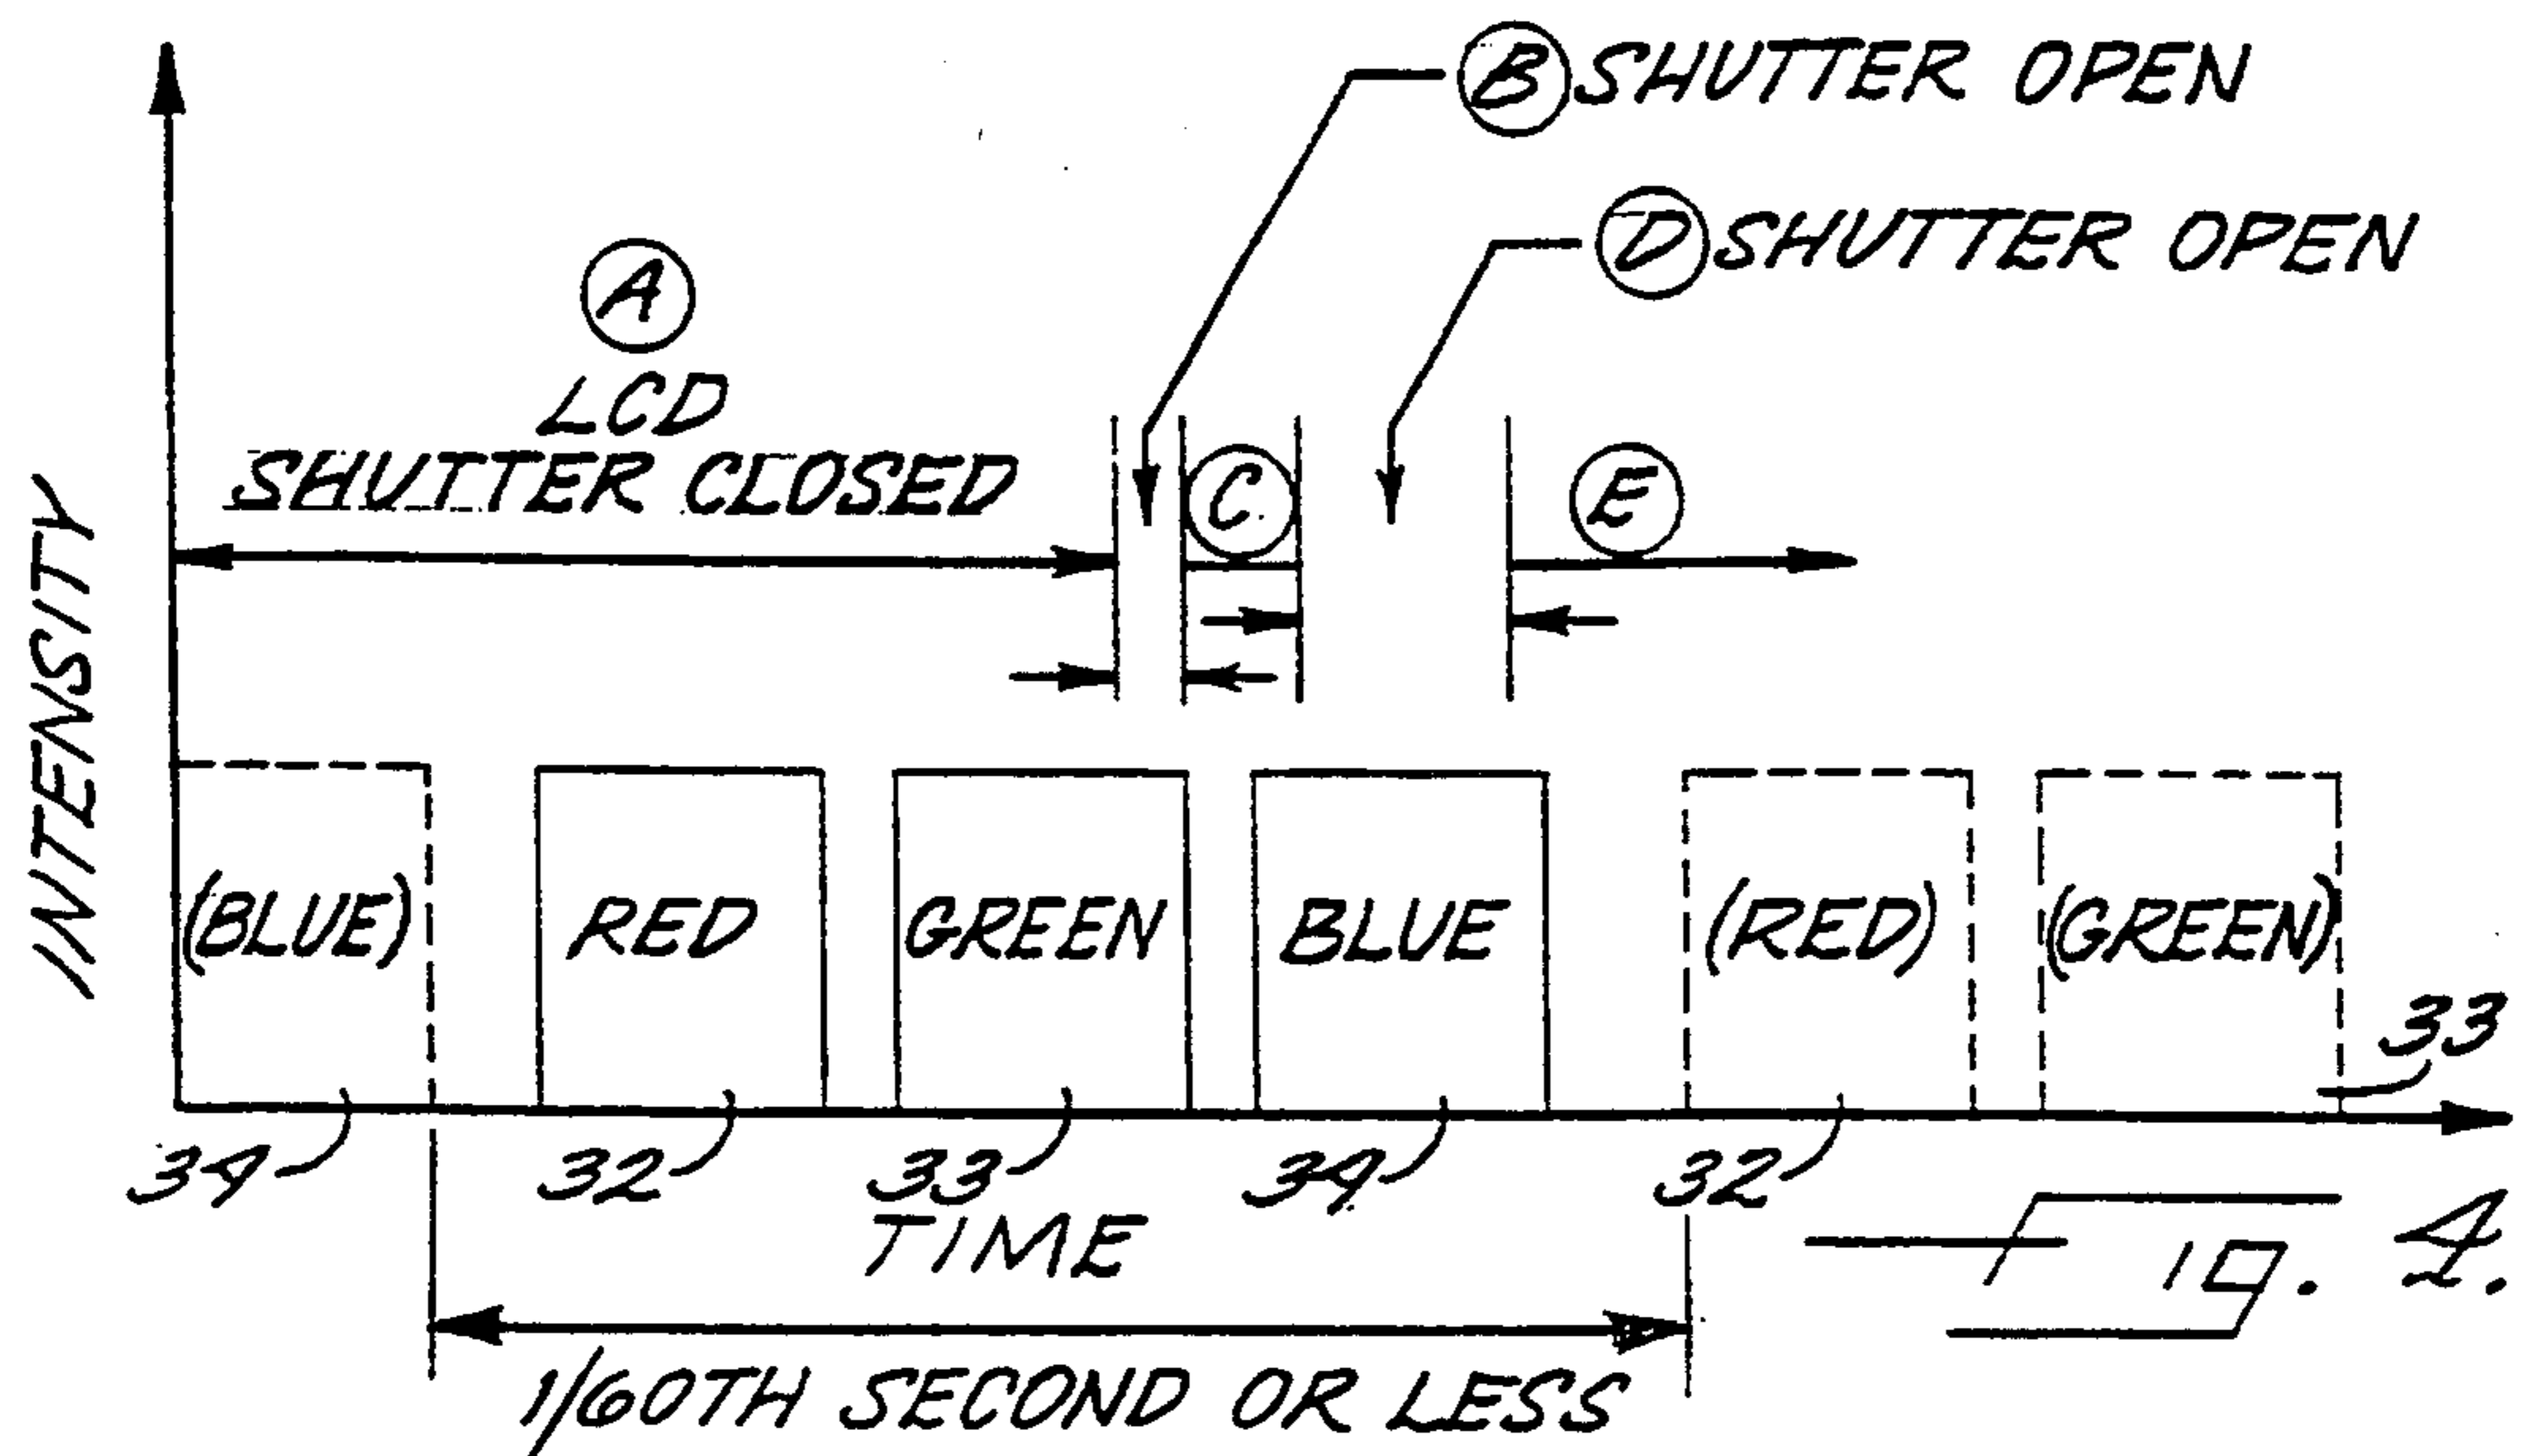 B SHUTTER OPEN
D SHUTTER OPEN
A
LCD
SHUTTER CLOSED
C
E
INTENSITY
(BLUE)
RED
GREEN
BLUE
(RED)
(GREEN)
33
34
32
33
34
32
TIME
Fig. 4.
1/60TH SECOND OR LESS